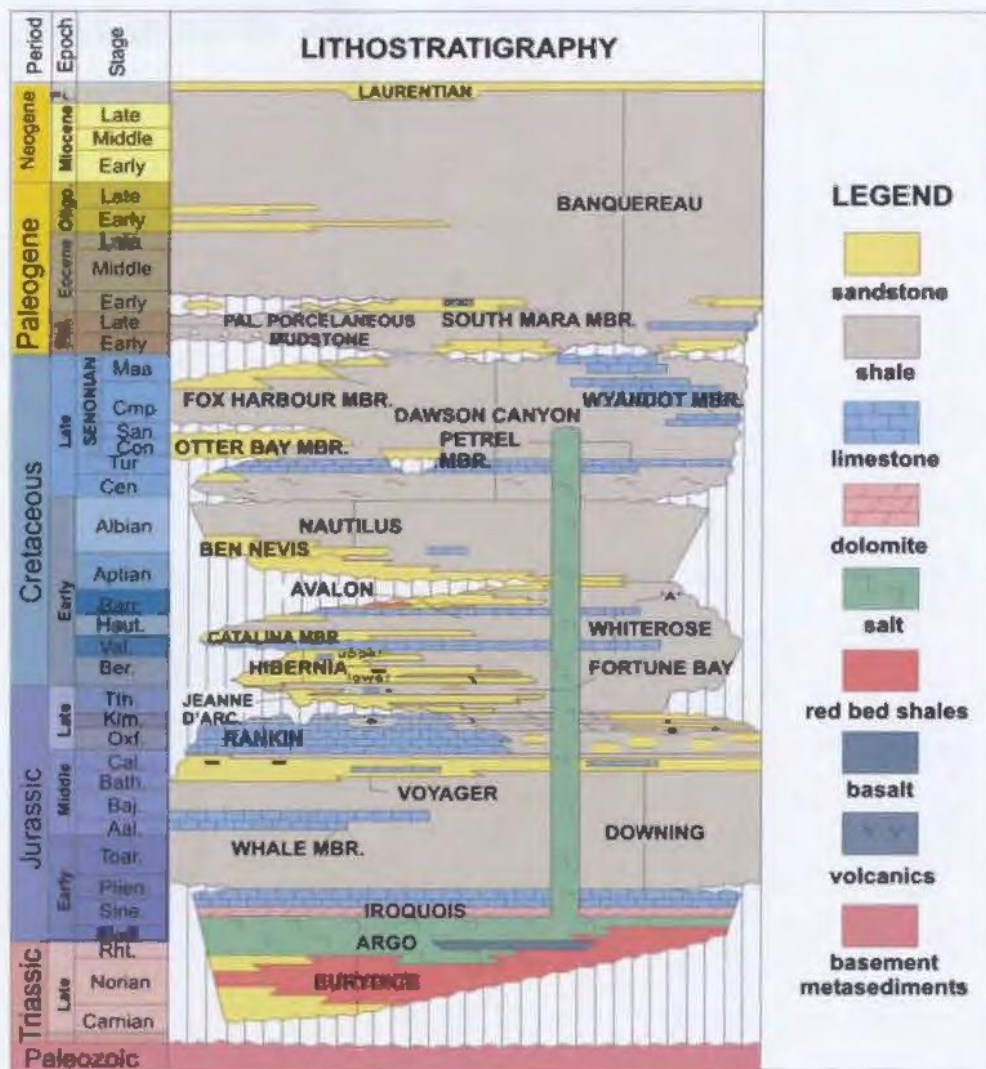 LITHOSTRATIGRAPHY
Period
Epoch
Stage
Neogene
Miocene
Late
Middle
Early
Paleogene
Oligo.
Late
Early
Eocene
Late
Middle
Early
Late
Early
Cretaceous
Late
SENONIAN
Maa
Cmp
San
Con
Tur
Cen
Early
Albian
Aptian
Barr.
Haut.
Val.
Ber.
Jurassic
Late
Tth.
Kim.
Oxf.
Middle
Cal.
Bath.
Baj.
Aal.
Early
Toar.
Plien
Sine
Triassic
Late
Rht.
Norian
Carnian
Paleozoic
LAURENTIAN
BANQUEREAU
PAL. PORCELANEOUS
MUDSTONE
SOUTH MARA MBR.
FOX HARBOUR MBR.
WYANDOT MBR.
DAWSON CANYON
OTTER BAY MBR.
PETREL
MBR.
NAUTILUS
BEN NEVIS
AVALON
'A'
CATALINA MBR
WHITEROSE
upper
HIBERNIA
lower
FORTUNE BAY
JEANNE
D'ARC
RANKIN
VOYAGER
WHALE MBR.
DOWNING
IROQUOIS
ARGO
EURYDICE
LEGEND
sandstone
shale
limestone
dolomite
salt
red bed shales
basalt
volcanics
basement
metasediments